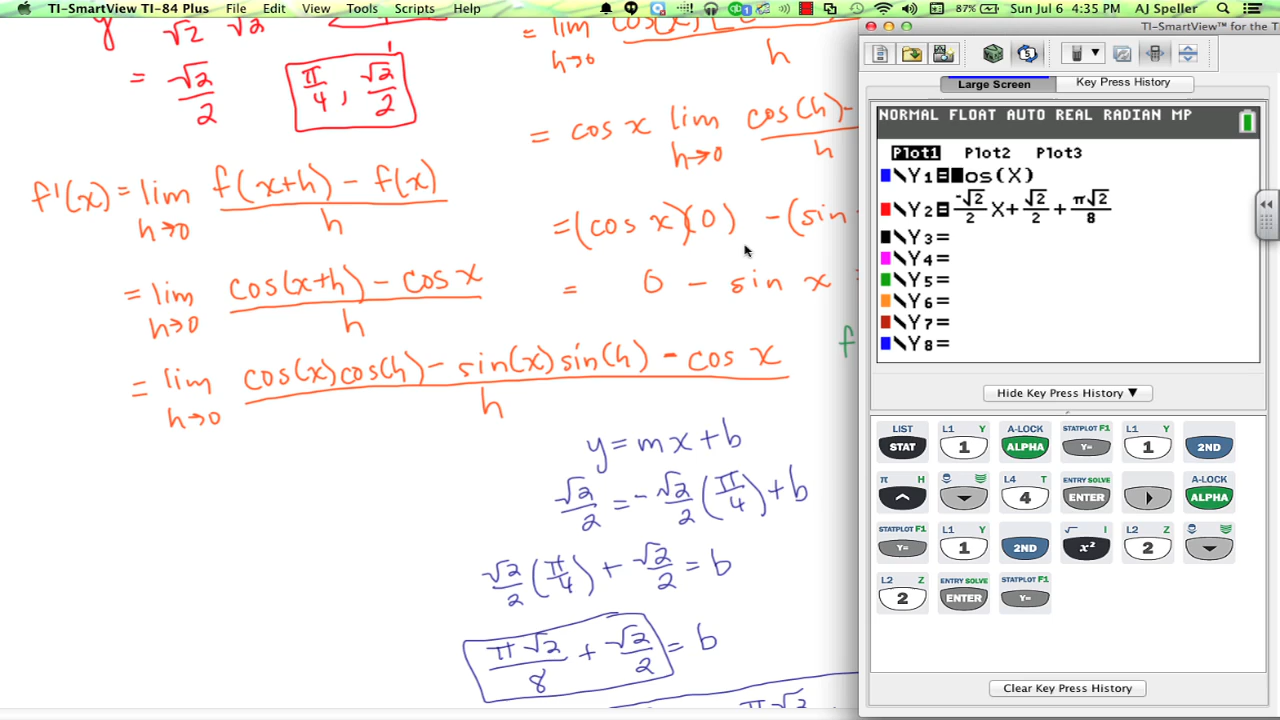 TI-SmartView TI-84 Plus File Edit View Tools Scripts Help 87% Sun Jul 6 4:35 PM AJ Speller
y √2 √2
= √2/2 π/4, √2/2
f'(x) = lim h→0 f(x+h) - f(x) / h
= lim h→0 cos(x+h) - cos x / h
= lim h→0 cos(x)cos(h) - sin(x)sin(h) - cos x / h
= lim h→0 cos(x) / h
= cos x lim h→0 cos(h) - / h
= (cos x)(0) - (sin
= 0 - sin x
f
y = mx + b
√2/2 = -√2/2 (π/4) + b
√2/2 (π/4) + √2/2 = b
π√2/8 + √2/2 = b
π√2
TI-SmartView™ for the T
Large Screen Key Press History
NORMAL FLOAT AUTO REAL RADIAN MP
Plot1 Plot2 Plot3
\Y1=os(X)
\Y2=-√2/2 X+√2/2+π√2/8
\Y3=
\Y4=
\Y5=
\Y6=
\Y7=
\Y8=
Hide Key Press History ▼
LIST L1 Y A-LOCK STATPLOT F1 L1 Y
STAT 1 ALPHA Y= 1 2ND
π H L4 T ENTRY SOLVE A-LOCK
^ 4 ENTER ALPHA
STATPLOT F1 L1 Y √ I L2 Z
Y= 1 2ND x² 2
L2 Z ENTRY SOLVE STATPLOT F1
2 ENTER Y=
Clear Key Press History